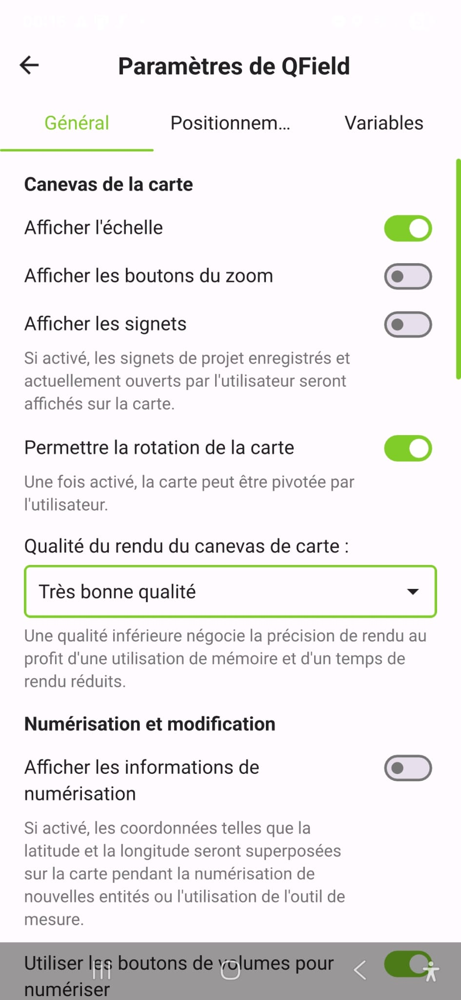 Paramètres de QField
Général
Positionnem...
Variables
Canevas de la carte
Afficher l'échelle
Afficher les boutons du zoom
Afficher les signets
Si activé, les signets de projet enregistrés et
actuellement ouverts par l'utilisateur seront
affichés sur la carte.
Permettre la rotation de la carte
Une fois activé, la carte peut être pivotée par
l'utilisateur.
Qualité du rendu du canevas de carte :
Très bonne qualité
Une qualité inférieure négocie la précision de rendu au
profit d'une utilisation de mémoire et d'un temps de
rendu réduits.
Numérisation et modification
Afficher les informations de
numérisation
Si activé, les coordonnées telles que la
latitude et la longitude seront superposées
sur la carte pendant la numérisation de
nouvelles entités ou l'utilisation de l'outil de
mesure.
Utiliser les boutons de volumes pour
numériser